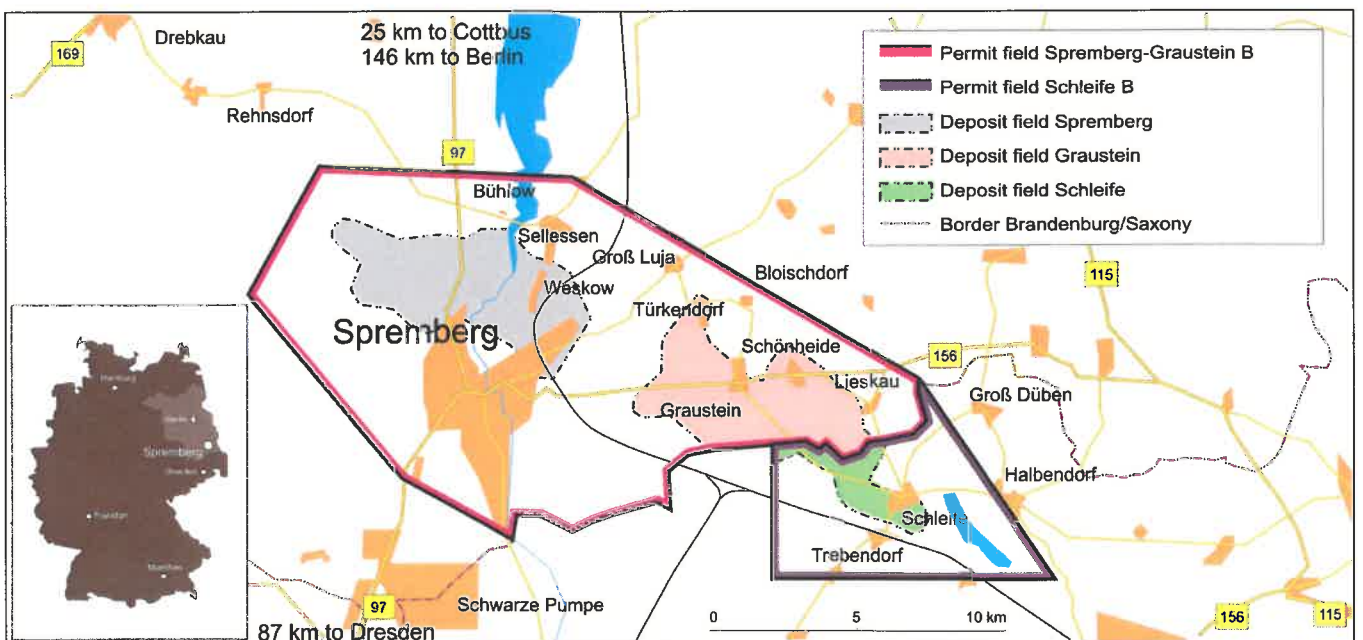 25 km to Cottbus
146 km to Berlin
Drebkau
169
Rehnsdorf
97
Permit field Spremberg-Graustein B
Permit field Schleife B
Deposit field Spremberg
Deposit field Graustein
Deposit field Schleife
Border Brandenburg/Saxony
Bühlow
Sellessen
Groß Luja
Bloischdorf
115
Weskow
Türkendorf
Spremberg
Schönheide
156
Lieskau
Groß Düben
Graustein
Halbendorf
Schleife
Trebendorf
Hamburg
Spremberg
Frankfurt
97
Schwarze Pumpe
87 km to Dresden
0 5 10 km
156
115